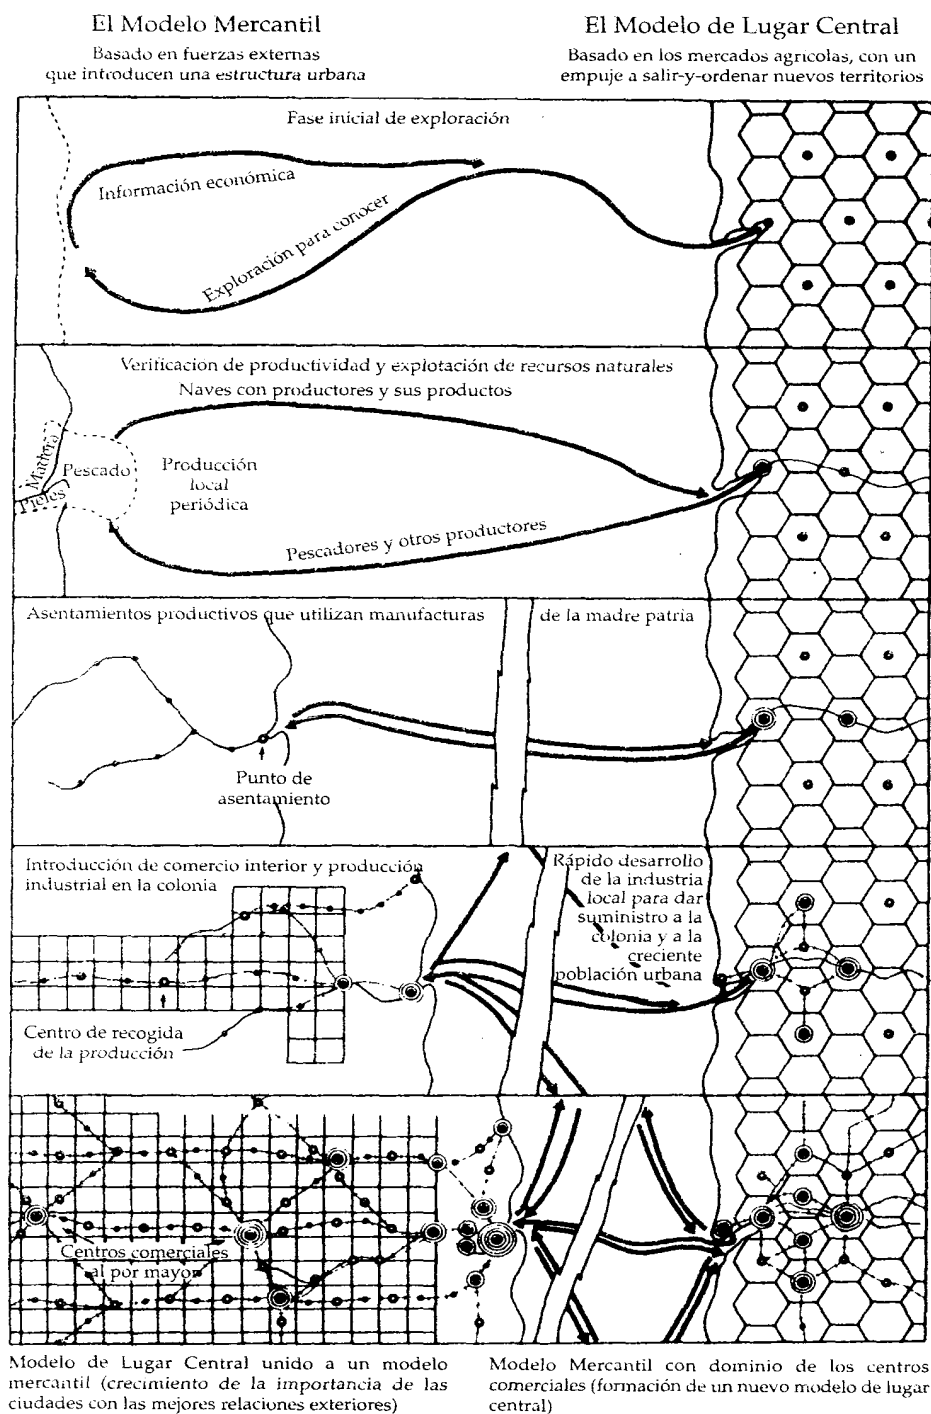 El Modelo Mercantil
Basado en fuerzas externas
que introducen una estructura urbana
El Modelo de Lugar Central
Basado en los mercados agrícolas, con un
empuje a salir-y-ordenar nuevos territorios
Fase inicial de exploración
Información económica
Exploración para conocer
Verificación de productividad y explotación de recursos naturales
Naves con productores y sus productos
Madera
Pescado
Pieles
Producción
local
periódica
Pescadores y otros productores
Asentamientos productivos que utilizan manufacturas de la madre patria
Punto de
asentamiento
Introducción de comercio interior y producción
industrial en la colonia
Rápido desarrollo
de la industria
local para dar
suministro a la
colonia y a la
creciente
población urbana
Centro de recogida
de la producción
Centros comerciales
al por mayor
Modelo de Lugar Central unido a un modelo
mercantil (crecimiento de la importancia de las
ciudades con las mejores relaciones exteriores)
Modelo Mercantil con dominio de los centros
comerciales (formación de un nuevo modelo de lugar
central)